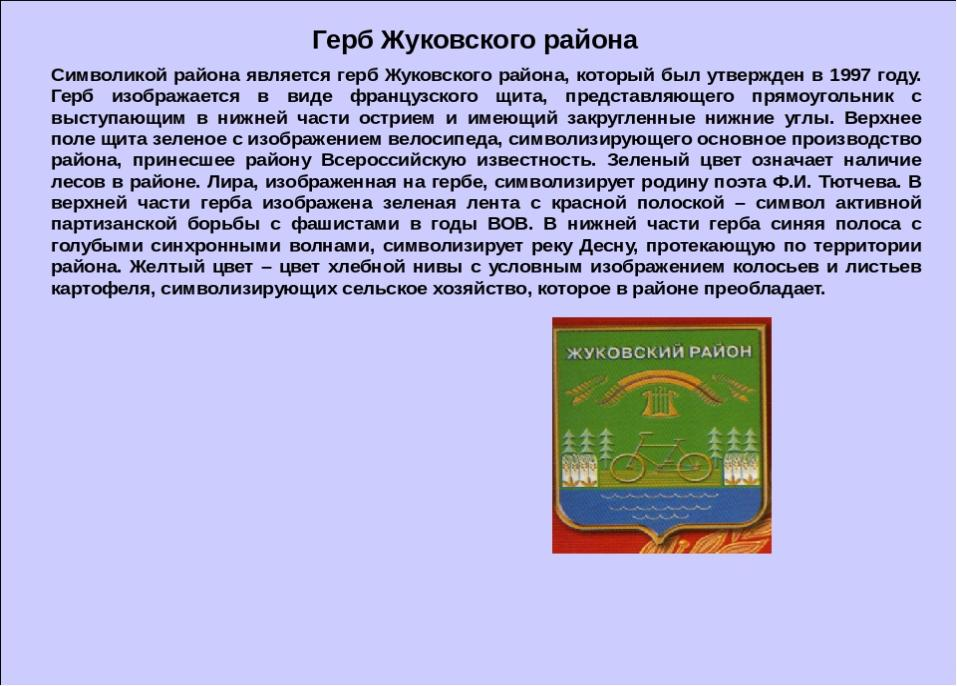 Герб Жуковского района
Символикой района является герб Жуковского района, который был утвержден в 1997 году.
Герб изображается в виде французского щита, представляющего прямоугольник с
выступающим в нижней части острием и имеющий закругленные нижние углы. Верхнее
поле щита зеленое с изображением велосипеда, символизирующего основное производство
района, принесшее району Всероссийскую известность. Зеленый цвет означает наличие
лесов в районе. Лира, изображенная на гербе, символизирует родину поэта Ф.И. Тютчева. В
верхней части герба изображена зеленая лента с красной полоской – символ активной
партизанской борьбы с фашистами в годы ВОВ. В нижней части герба синяя полоса с
голубыми синхронными волнами, символизирует реку Десну, протекающую по территории
района. Желтый цвет – цвет хлебной нивы с условным изображением колосьев и листьев
картофеля, символизирующих сельское хозяйство, которое в районе преобладает.
ЖУКОВСКИЙ РАЙОН